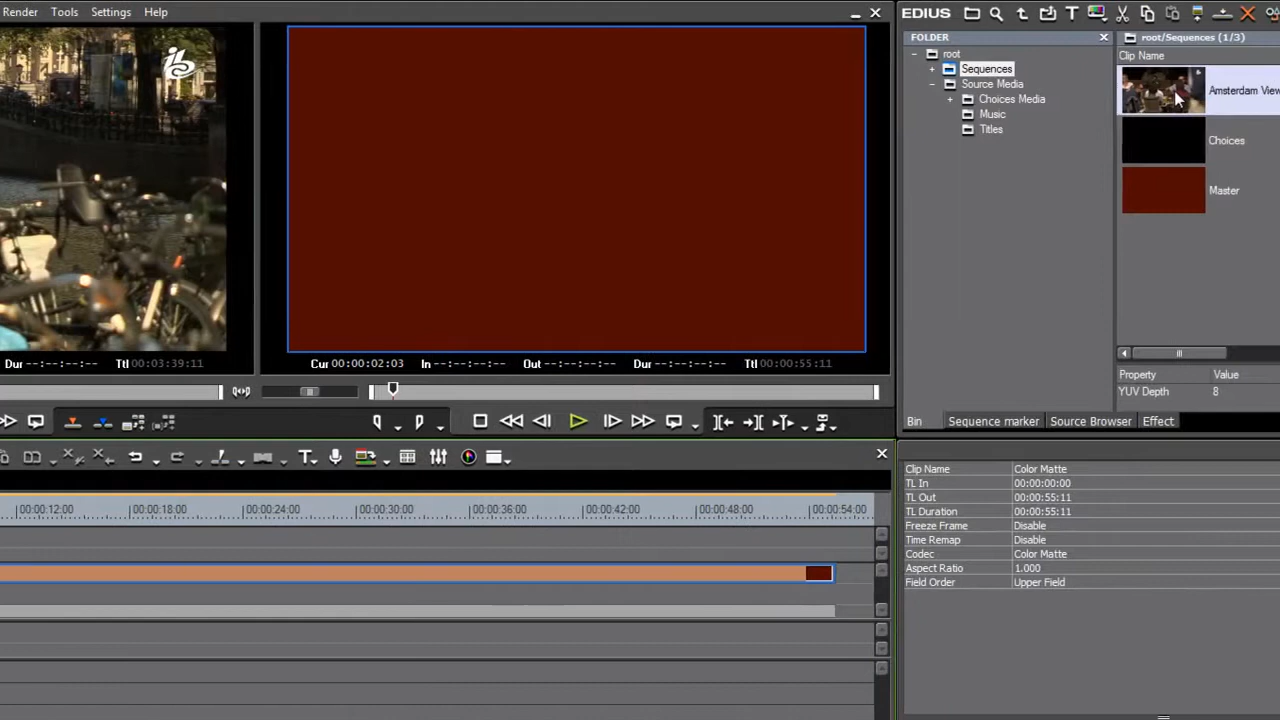 Render Tools Settings Help
EDIUS
FOLDER
root/Sequences (1/3)
root
Sequences
Source Media
Choices Media
Music
Titles
Clip Name
Amsterdam View
Choices
Master
Property Value
YUV Depth 8
Bin Sequence marker Source Browser Effect
Dur --:--:--:-- Ttl 00:03:39:11
Cur 00:00:02:03 In --:--:--:-- Out --:--:--:-- Dur --:--:--:-- Ttl 00:00:55:11
00:00:12:00 00:00:18:00 00:00:24:00 00:00:30:00 00:00:36:00 00:00:42:00 00:00:48:00 00:00:54:00
Clip Name Color Matte
TL In 00:00:00:00
TL Out 00:00:55:11
TL Duration 00:00:55:11
Freeze Frame Disable
Time Remap Disable
Codec Color Matte
Aspect Ratio 1.000
Field Order Upper Field